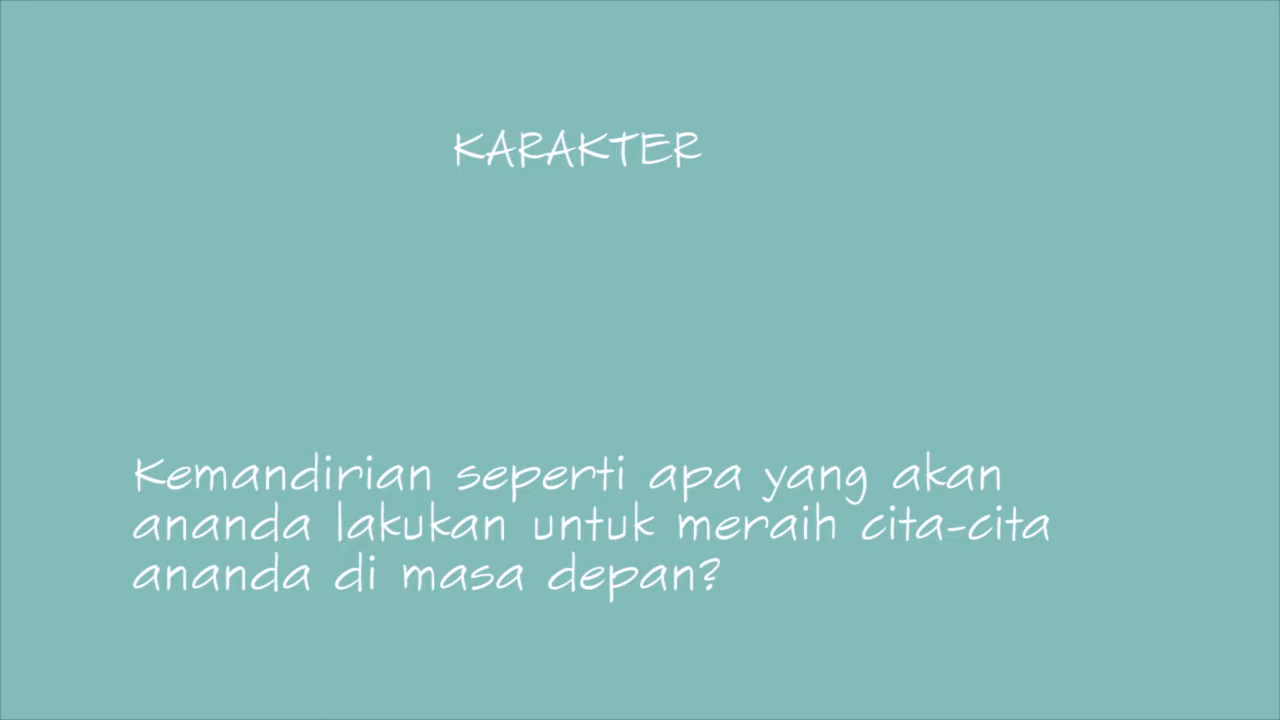 KARAKTER
Kemandirian seperti apa yang akan
ananda lakukan untuk meraih cita-cita
ananda di masa depan?